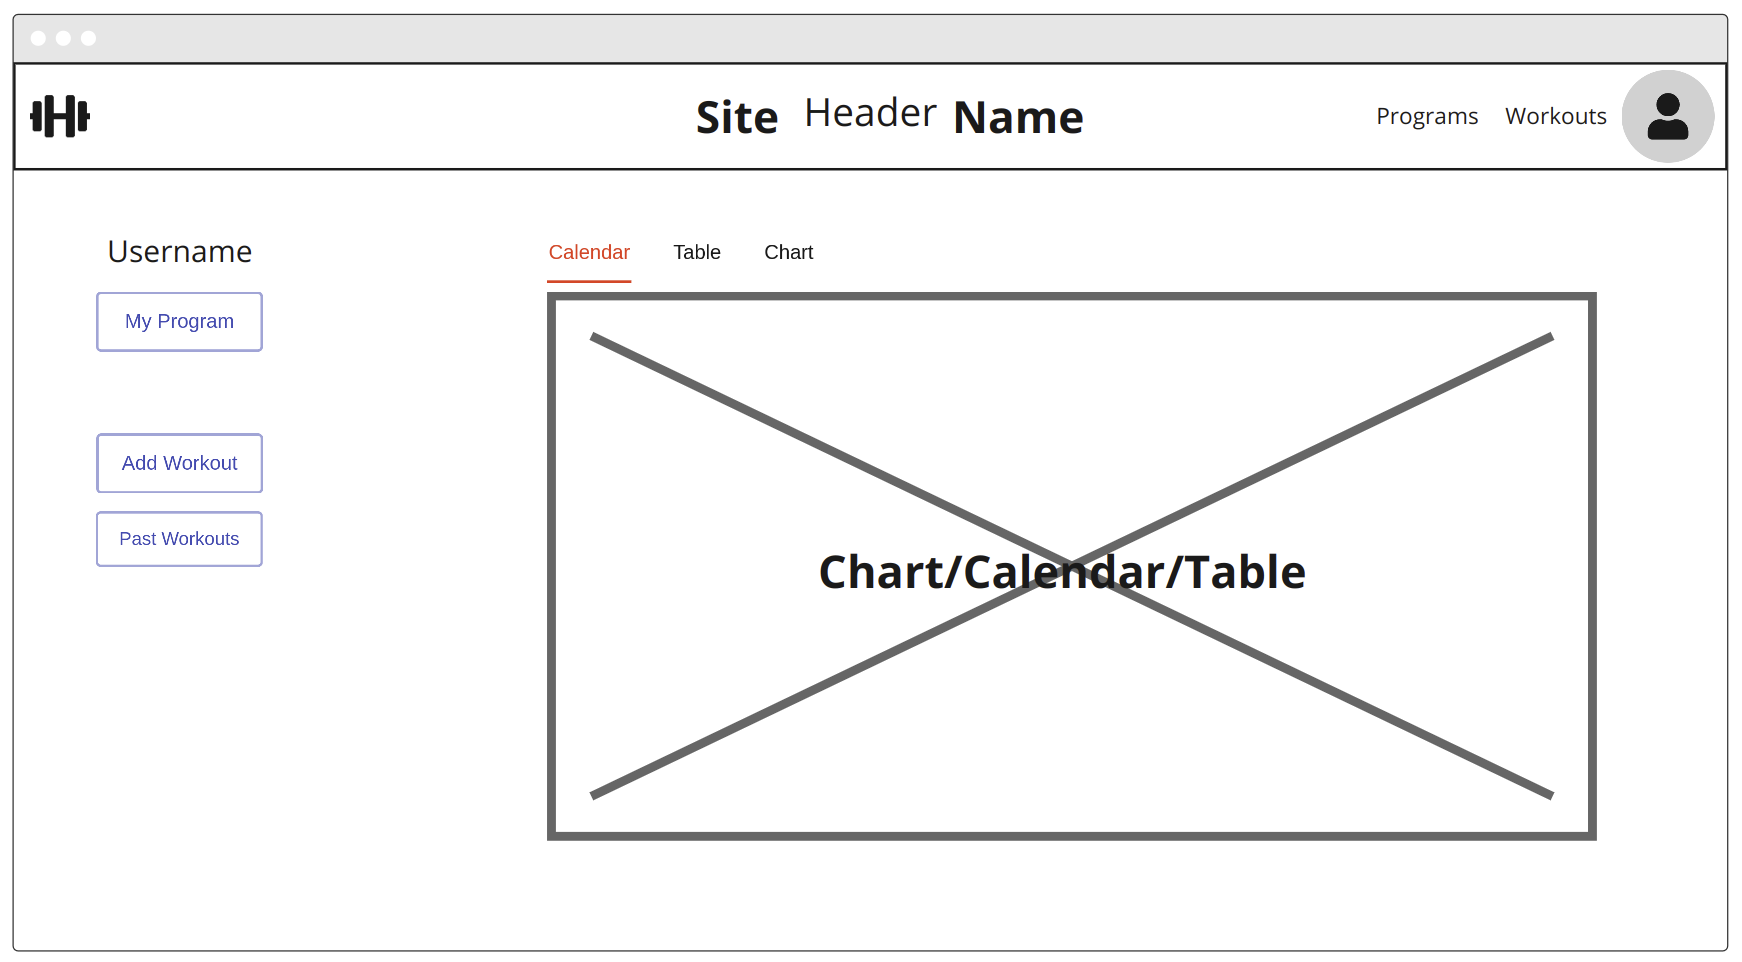 Site Header Name
Programs Workouts
Username
My Program
Add Workout
Past Workouts
Calendar Table Chart
Chart/Calendar/Table